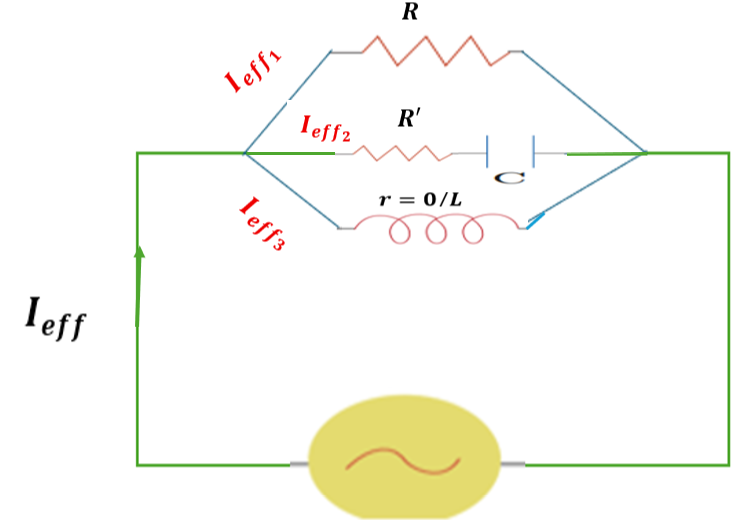 R
I_eff₁
R'
I_eff₂
C
r = 0/L
I_eff₃
I_eff